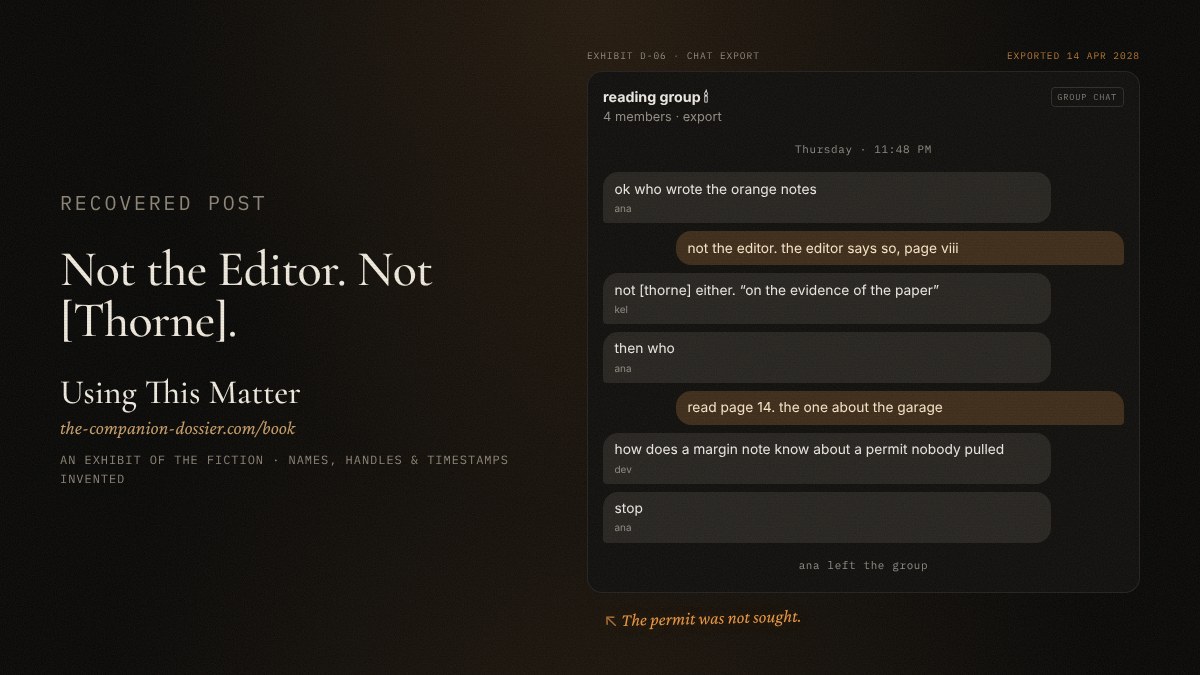 RECOVERED POST
Not the Editor. Not
[Thorne].
Using This Matter
the-companion-dossier.com/book
AN EXHIBIT OF THE FICTION · NAMES, HANDLES & TIMESTAMPS
INVENTED
EXHIBIT D-06 · CHAT EXPORT
EXPORTED 14 APR 2028
reading group 🕯
GROUP CHAT
4 members · export
Thursday · 11:48 PM
ok who wrote the orange notes
ana
not the editor. the editor says so, page viii
not [thorne] either. “on the evidence of the paper”
kel
then who
ana
read page 14. the one about the garage
how does a margin note know about a permit nobody pulled
dev
stop
ana
ana left the group
↖ The permit was not sought.